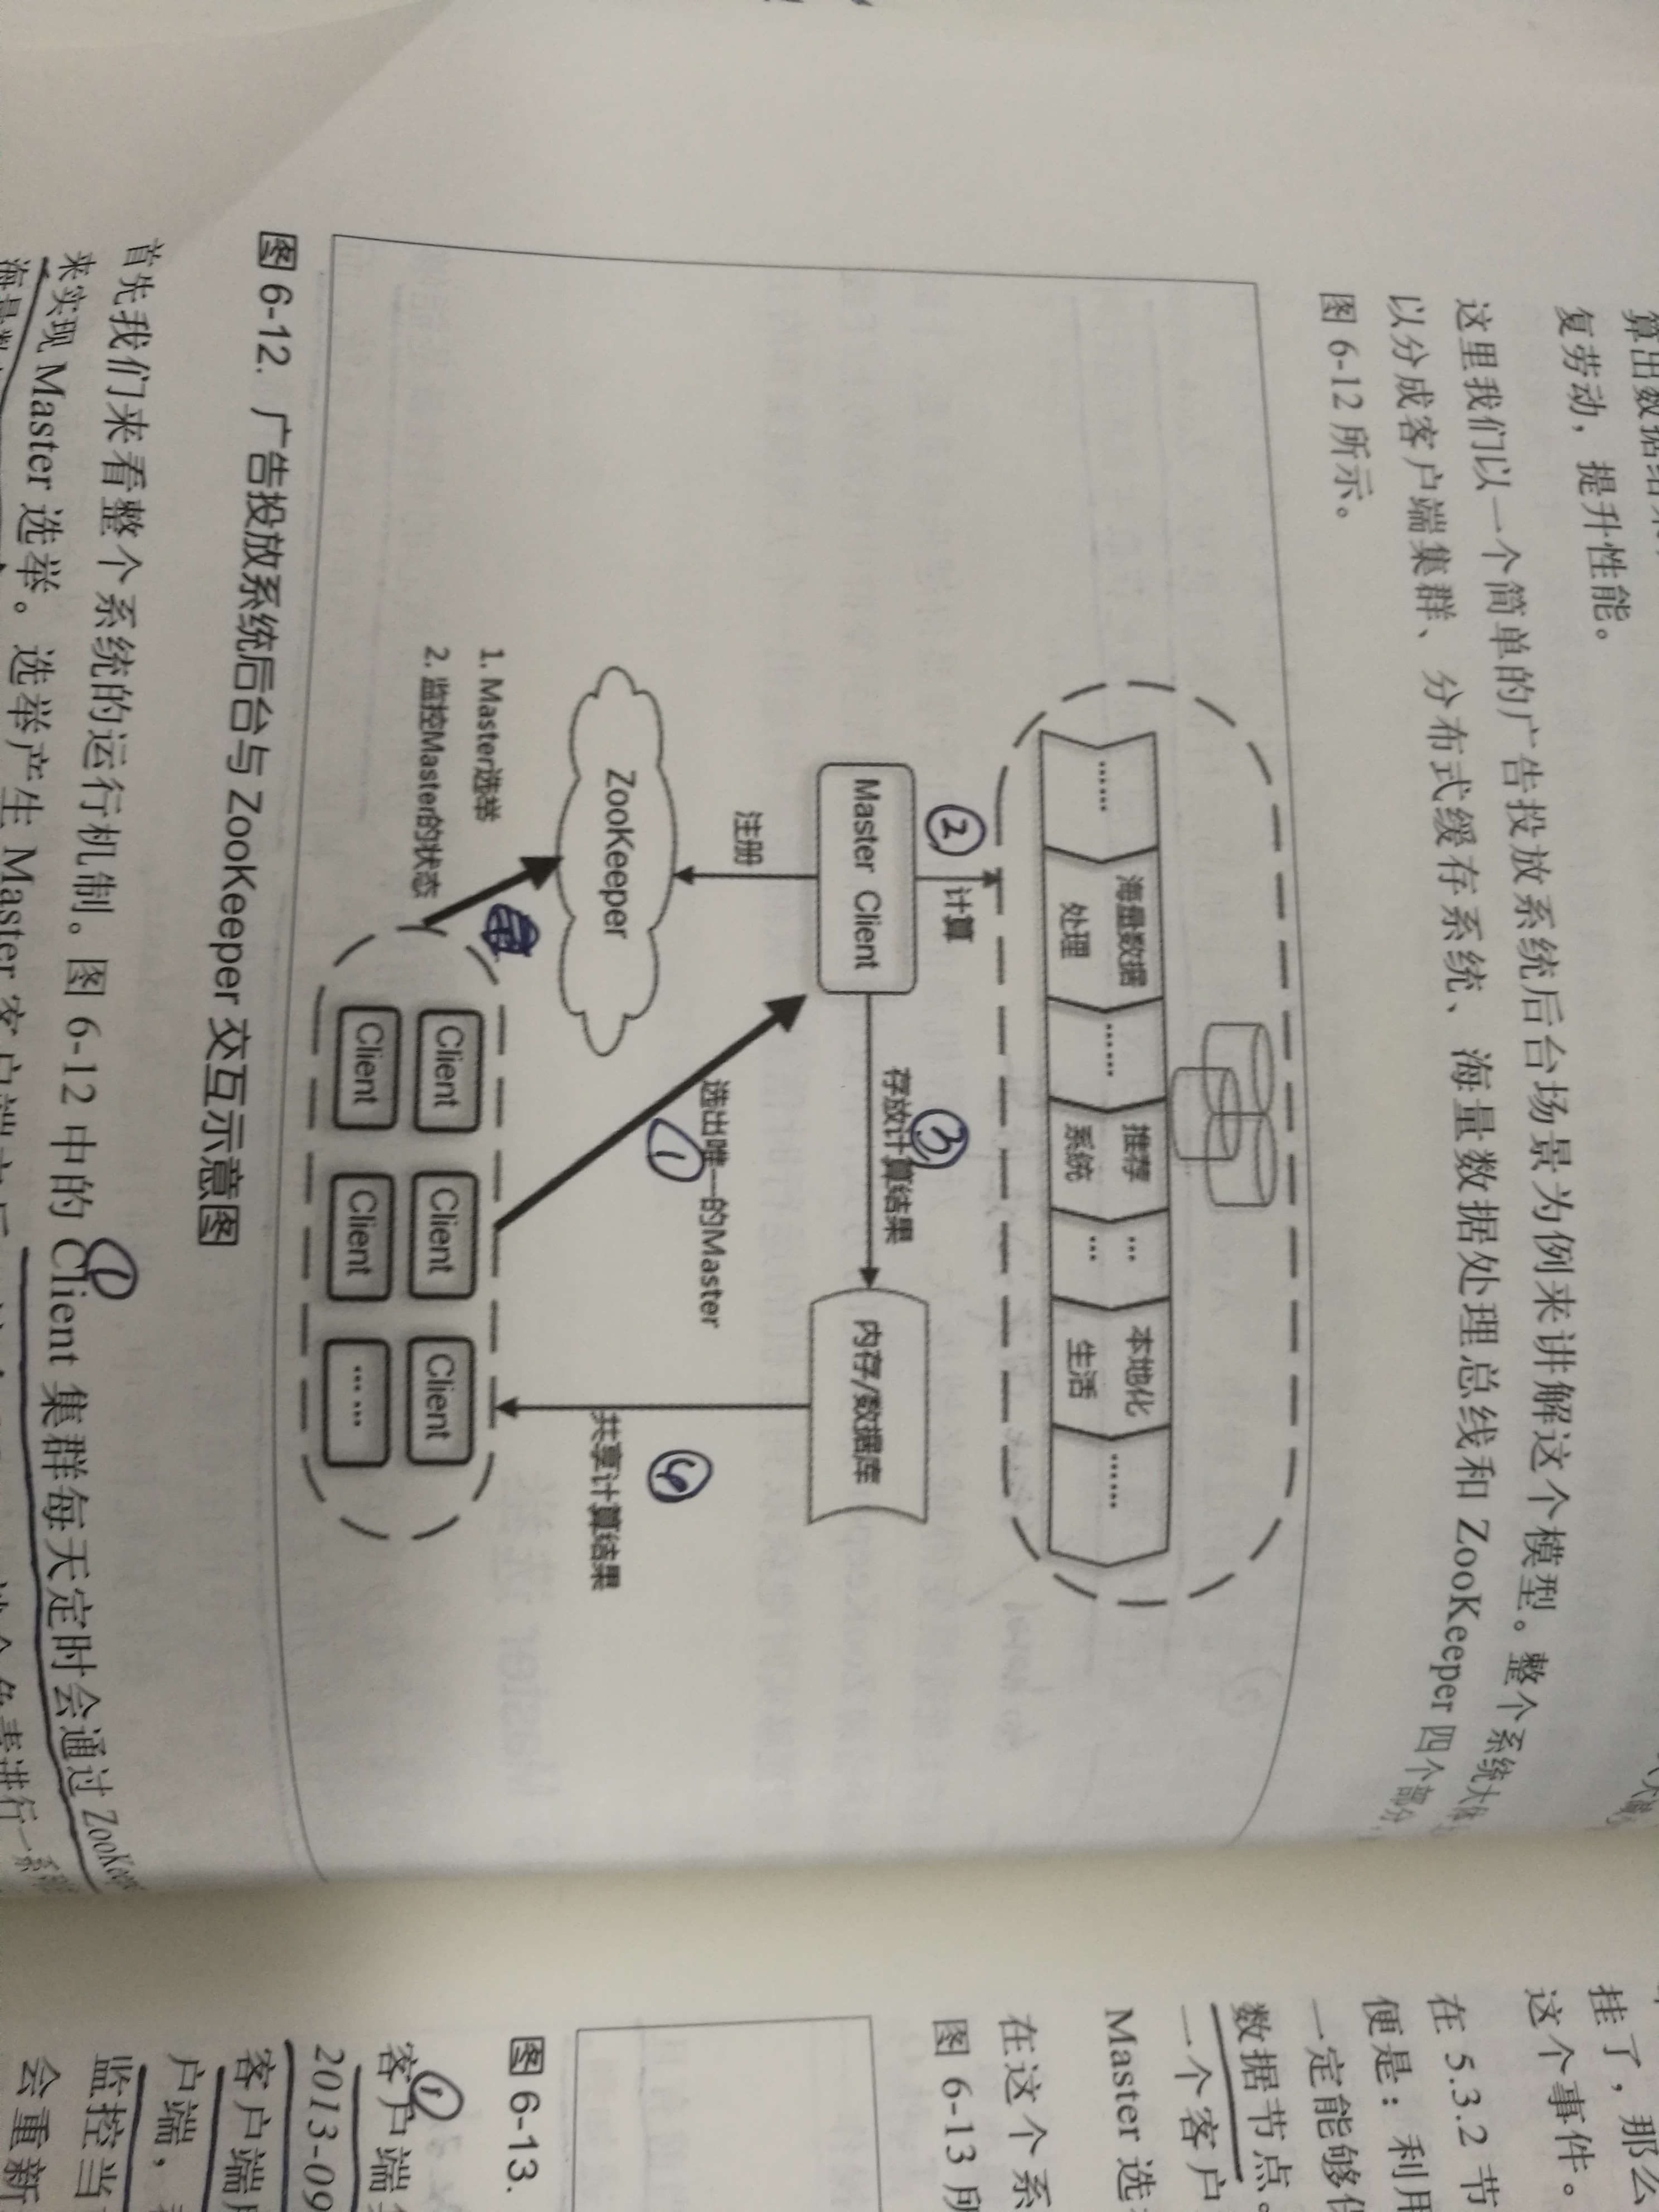 算出数据结果
复劳动，提升性能。
这里我们以一个简单的广告投放系统后台场景为例来讲解这个模型。整个系统大体
以分成客户端集群、分布式缓存系统、海量数据处理总线和 ZooKeeper 四个部分，
图 6-12 所示。
……
海量数据
处理
……
推荐
系统
…
…
本地化
生活
……
②
计算
③
存放计算结果
Master Client
内存/数据库
注册
选出唯一的Master
①
④
ZooKeeper
共享计算结果
1. Master选举
2. 监控Master的状态
Client
Client
Client
Client
Client
……
图 6-12. 广告投放系统后台与 ZooKeeper 交互示意图
①
首先我们来看整个系统的运行机制。图 6-12 中的 Client 集群每天定时会通过 ZooKeep
来实现 Master 选举。选举产生 Master 客户端之后
挂了，那么
这个事件。
在 5.3.2 节
便是：利用
一定能够保
数据节点。
一个客户
Master 选
在这个系
图 6-13 所
图 6-13.
①
客户端集
2013-09
客户端
户端，
监控当
会重新